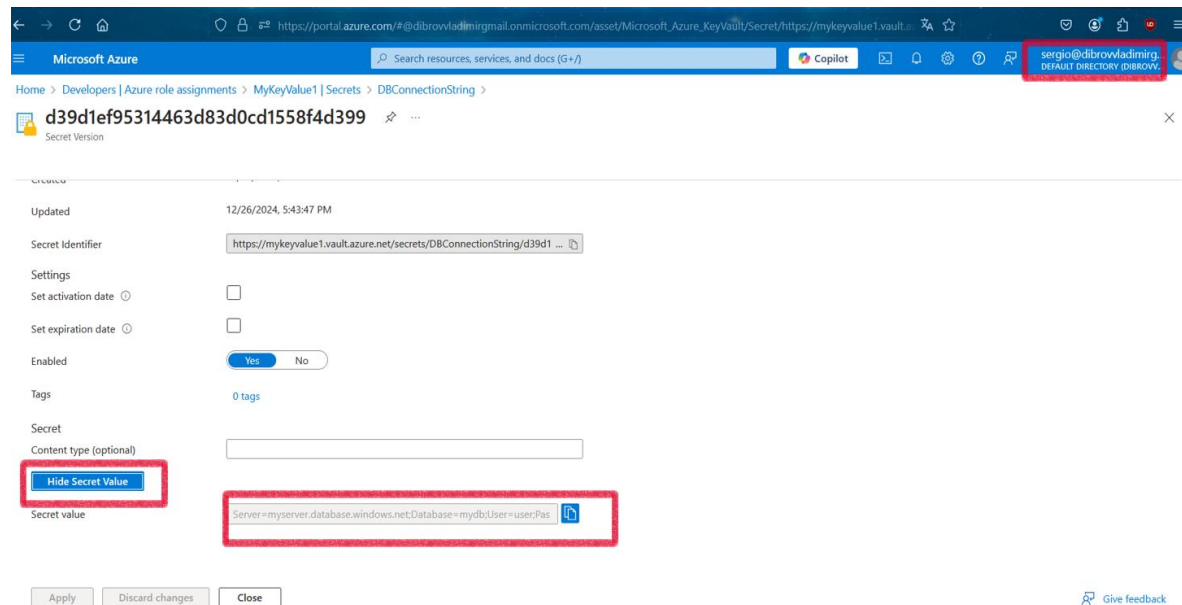 https://portal.azure.com/#@dibrovvladimirgmail.onmicrosoft.com/asset/Microsoft_Azure_KeyVault/Secret/https://mykeyvalue1.vault.a
Microsoft Azure
Search resources, services, and docs (G+/)
Copilot
sergio@dibrovvladimirg...
DEFAULT DIRECTORY (DIBROVV...
Home > Developers | Azure role assignments > MyKeyValue1 | Secrets > DBConnectionString >
d39d1ef95314463d83d0cd1558f4d399
Secret Version
Created
Updated 12/26/2024, 5:43:47 PM
Secret Identifier https://mykeyvalue1.vault.azure.net/secrets/DBConnectionString/d39d1 ...
Settings
Set activation date
Set expiration date
Enabled Yes No
Tags 0 tags
Secret
Content type (optional)
Hide Secret Value
Secret value Server=myserver.database.windows.net;Database=mydb;User=user;Pas
Apply Discard changes Close Give feedback